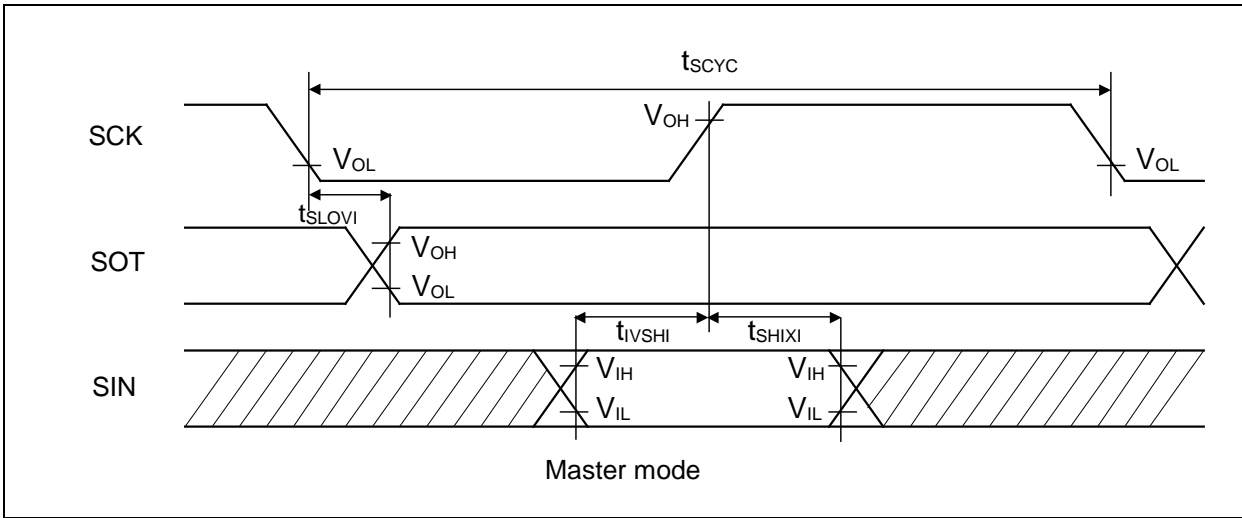 tSCYC
SCK
VOH
VOL
VOL
tSLOVI
SOT
VOH
VOL
tIVSHI
tSHIXI
SIN
VIH
VIH
VIL
VIL
Master mode